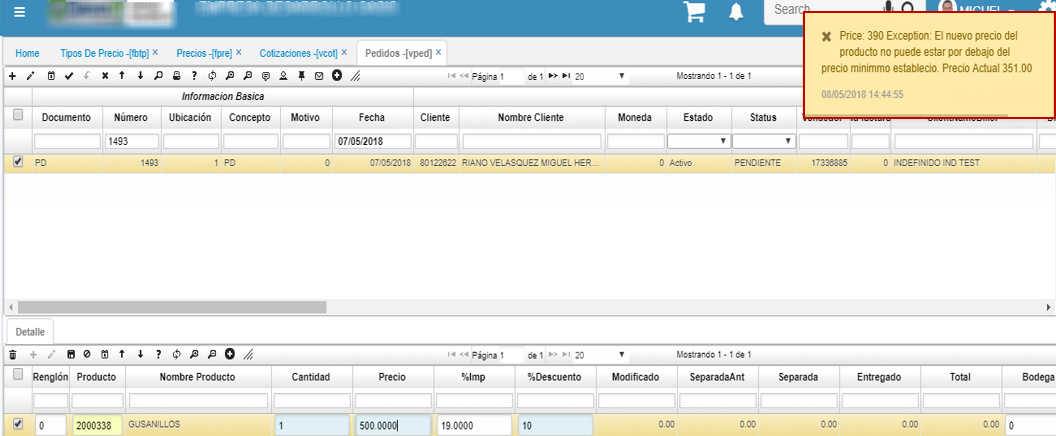 Search
MIGUEL
Price: 390 Exception: El nuevo precio del
producto no puede estar por debajo del
precio minimmo establecio. Precio Actual 351.00
08/05/2018 14:44:55
Home Tipos De Precio -[fbtp] × Precios -[fpre] × Cotizaciones -[vcot] × Pedidos -[vped] ×
Página 1 de 1 20 Mostrando 1 - 1 de 1
Informacion Basica
Documento Número Ubicación Concepto Motivo Fecha Cliente Nombre Cliente Moneda Estado Status
1493 07/05/2018
PD 1493 1 PD 0 07/05/2018 80122622 RIANO VELASQUEZ MIGUEL HER... 0 Activo PENDIENTE 17336885 0 INDEFINIDO IND TEST
Detalle
Página 1 de 1 20 Mostrando 1 - 1 de 1
Renglón Producto Nombre Producto Cantidad Precio %Imp %Descuento Modificado SeparadaAnt Separada Entregado Total Bodega
0 2000338 GUSANILLOS 1 500.0000 19.0000 10 0.00 0.00 0.00 0.00 0.00 0